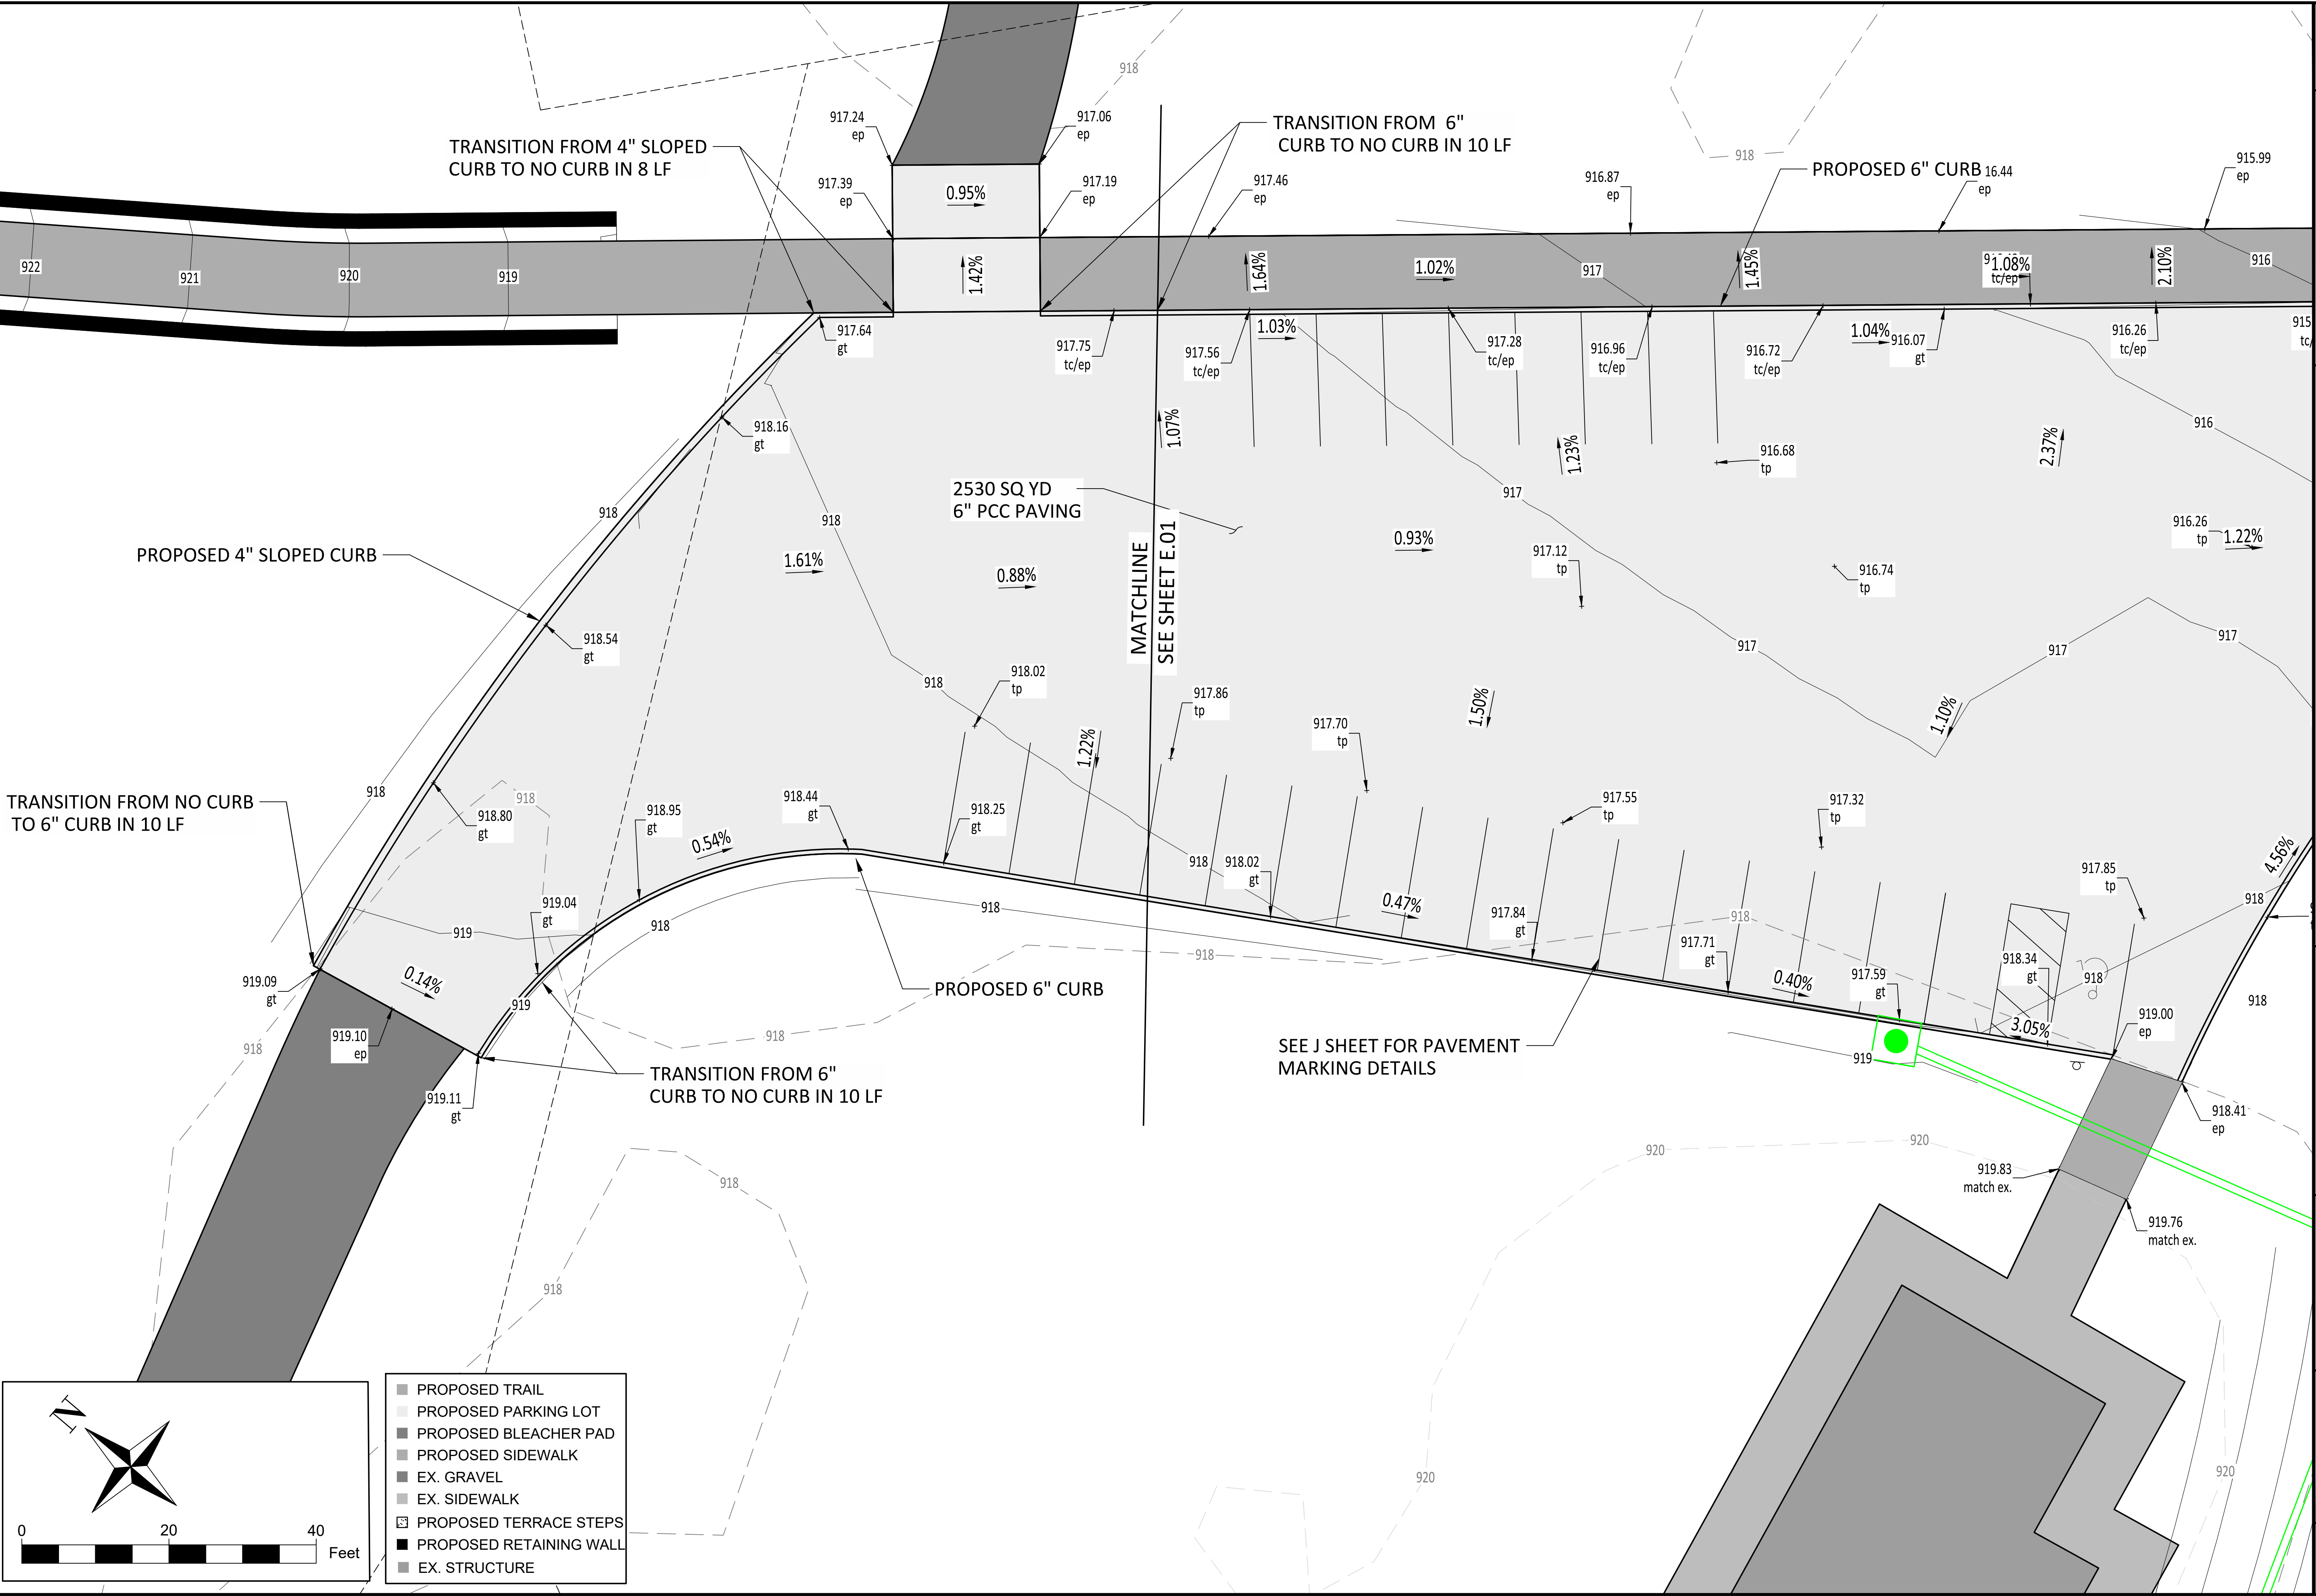 918
917.24
ep
917.06
ep
TRANSITION FROM 4" SLOPED
CURB TO NO CURB IN 8 LF
TRANSITION FROM 6"
CURB TO NO CURB IN 10 LF
918
PROPOSED 6" CURB
16.44
ep
915.99
ep
917.39
ep
0.95%
917.19
ep
917.46
ep
916.87
ep
922
921
920
919
1.42%
1.64%
1.02%
917
1.45%
1.08%
tc/ep
2.10%
916
917.64
gt
917.75
tc/ep
917.56
tc/ep
1.03%
917.28
tc/ep
916.96
tc/ep
916.72
tc/ep
1.04%
916.07
gt
916.26
tc/ep
915
tc/
918.16
gt
1.07%
1.23%
916.68
tp
2.37%
916
918
918
2530 SQ YD
6" PCC PAVING
917
PROPOSED 4" SLOPED CURB
1.61%
0.88%
MATCHLINE
SEE SHEET E.01
0.93%
917.12
tp
916.74
tp
916.26
tp
1.22%
918.54
gt
917
917
917
918
918.02
tp
917.86
tp
917.70
tp
1.50%
1.10%
1.22%
TRANSITION FROM NO CURB
TO 6" CURB IN 10 LF
918
918
918.80
gt
918.95
gt
0.54%
918.44
gt
918.25
gt
917.55
tp
917.32
tp
918
918.02
gt
917.85
tp
4.56%
918
919.04
gt
918
919
918
0.47%
917.84
gt
918
917.71
gt
918
918.34
gt
918
919.09
gt
0.14%
919
PROPOSED 6" CURB
0.40%
917.59
gt
918
919.10
ep
918
918
SEE J SHEET FOR PAVEMENT
MARKING DETAILS
3.05%
919.00
ep
919
TRANSITION FROM 6"
CURB TO NO CURB IN 10 LF
919.11
gt
918.41
ep
920
920
918
919.83
match ex.
919.76
match ex.
918
920
920
N
0
20
40
Feet
PROPOSED TRAIL
PROPOSED PARKING LOT
PROPOSED BLEACHER PAD
PROPOSED SIDEWALK
EX. GRAVEL
EX. SIDEWALK
PROPOSED TERRACE STEPS
PROPOSED RETAINING WALL
EX. STRUCTURE